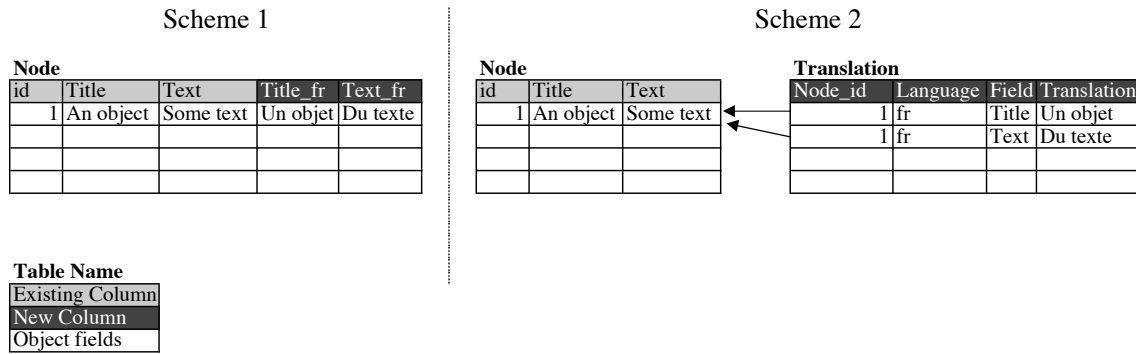 Scheme 1
Scheme 2
Node
id Title Text Title_fr Text_fr
1 An object Some text Un objet Du texte
Node
id Title Text
1 An object Some text
Translation
Node_id Language Field Translation
1 fr Title Un objet
1 fr Text Du texte
Table Name
Existing Column
New Column
Object fields